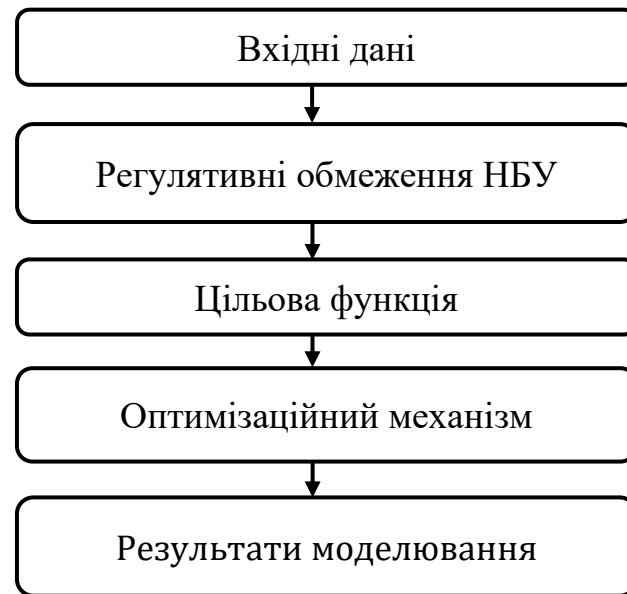 Вхідні дані
Регулятивні обмеження НБУ
Цільова функція
Оптимізаційний механізм
Результати моделювання